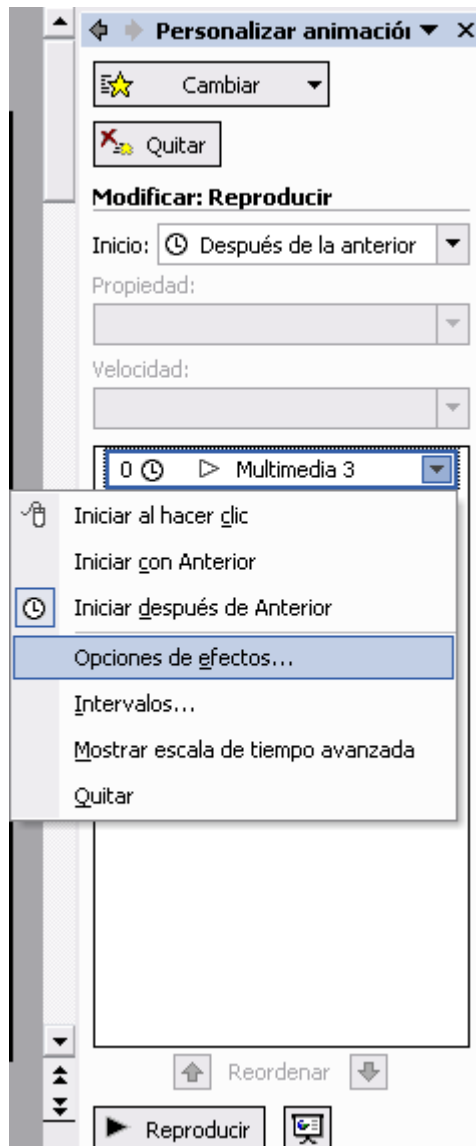 Personalizar animación
Cambiar
Quitar
Modificar: Reproducir
Inicio: Después de la anterior
Propiedad:
Velocidad:
0 Multimedia 3
Iniciar al hacer clic
Iniciar con Anterior
Iniciar después de Anterior
Opciones de efectos...
Intervalos...
Mostrar escala de tiempo avanzada
Quitar
Reordenar
Reproducir